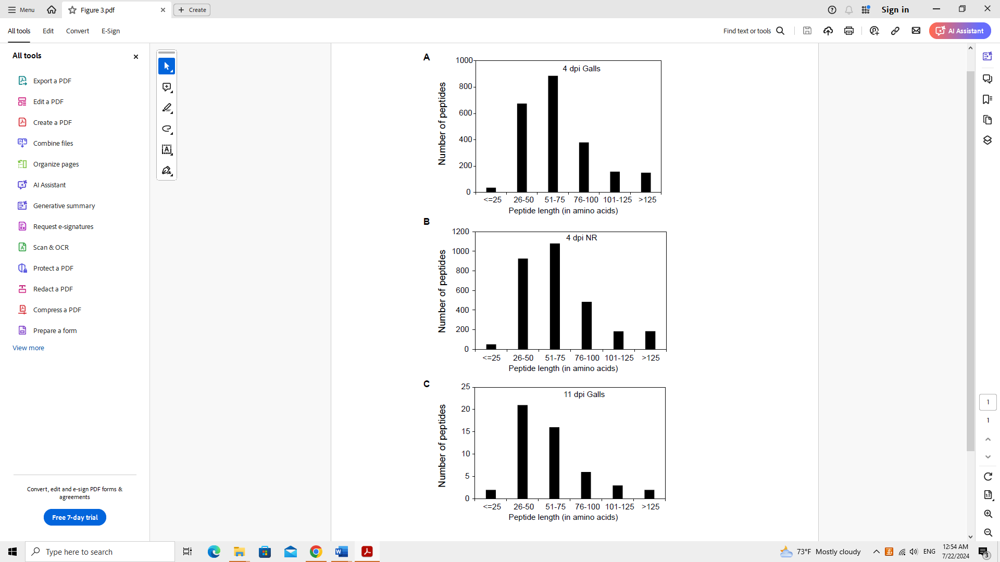 Menu
Figure 3.pdf
Create
Sign in
All tools
Edit
Convert
E-Sign
Find text or tools
AI Assistant
All tools
Export a PDF
Edit a PDF
Create a PDF
Combine files
Organize pages
AI Assistant
Generative summary
Request e-signatures
Scan & OCR
Protect a PDF
Redact a PDF
Compress a PDF
Prepare a form
View more
Convert, edit and e-sign PDF forms &
agreements
Free 7-day trial
A
4 dpi Galls
Number of peptides
1000
800
600
400
200
0
<=25 26-50 51-75 76-100 101-125 >125
Peptide length (in amino acids)
B
4 dpi NR
Number of peptides
1200
1000
800
600
400
200
0
<=25 26-50 51-75 76-100 101-125 >125
Peptide length (in amino acids)
C
11 dpi Galls
Number of peptides
25
20
15
10
5
0
<=25 26-50 51-75 76-100 101-125 >125
Peptide length (in amino acids)
1
1
1:1
Type here to search
73°F Mostly cloudy
ENG
12:54 AM
7/22/2024
3